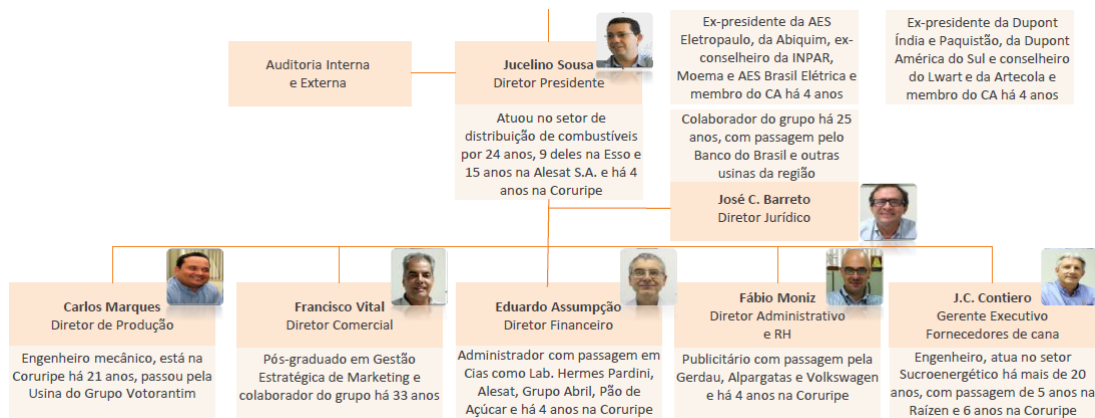 Auditoria Interna
e Externa
Jucelino Sousa
Diretor Presidente
Atuou no setor de
distribuição de combustíveis
por 24 anos, 9 deles na Esso e
15 anos na Alesat S.A. e há 4
anos na Coruripe
Ex-presidente da AES
Eletropaulo, da Abiquim, ex-
conselheiro da INPAR,
Moema e AES Brasil Elétrica e
membro do CA há 4 anos
Ex-presidente da Dupont
Índia e Paquistão, da Dupont
América do Sul e conselheiro
do Lwart e da Artecola e
membro do CA há 4 anos
Colaborador do grupo há 25
anos, com passagem pelo
Banco do Brasil e outras
usinas da região
José C. Barreto
Diretor Jurídico
Carlos Marques
Diretor de Produção
Engenheiro mecânico, está na
Coruripe há 21 anos, passou pela
Usina do Grupo Votorantim
Francisco Vital
Diretor Comercial
Pós-graduado em Gestão
Estratégica de Marketing e
colaborador do grupo há 33 anos
Eduardo Assumpção
Diretor Financeiro
Administrador com passagem em
Cias como Lab. Hermes Pardini,
Alesat, Grupo Abril, Pão de
Açúcar e há 4 anos na Coruripe
Fábio Moniz
Diretor Administrativo
e RH
Publicitário com passagem pela
Gerdau, Alpargatas e Volkswagen
e há 4 anos na Coruripe
J.C. Contiero
Gerente Executivo
Fornecedores de cana
Engenheiro, atua no setor
Sucroenergético há mais de 20
anos, com passagem de 5 anos na
Raízen e 6 anos na Coruripe